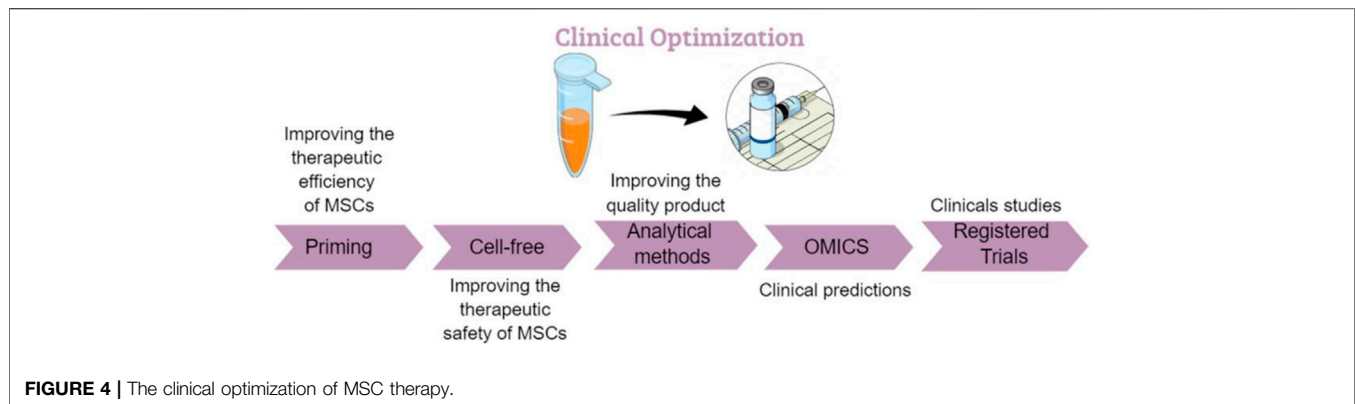 Clinical Optimization
Improving the
therapeutic
efficiency
of MSCs
Priming
Cell-free
Improving the
therapeutic
safety of MSCs
Improving the
quality product
Analytical
methods
OMICS
Clinical predictions
Clinicals studies
Registered
Trials
FIGURE 4 | The clinical optimization of MSC therapy.